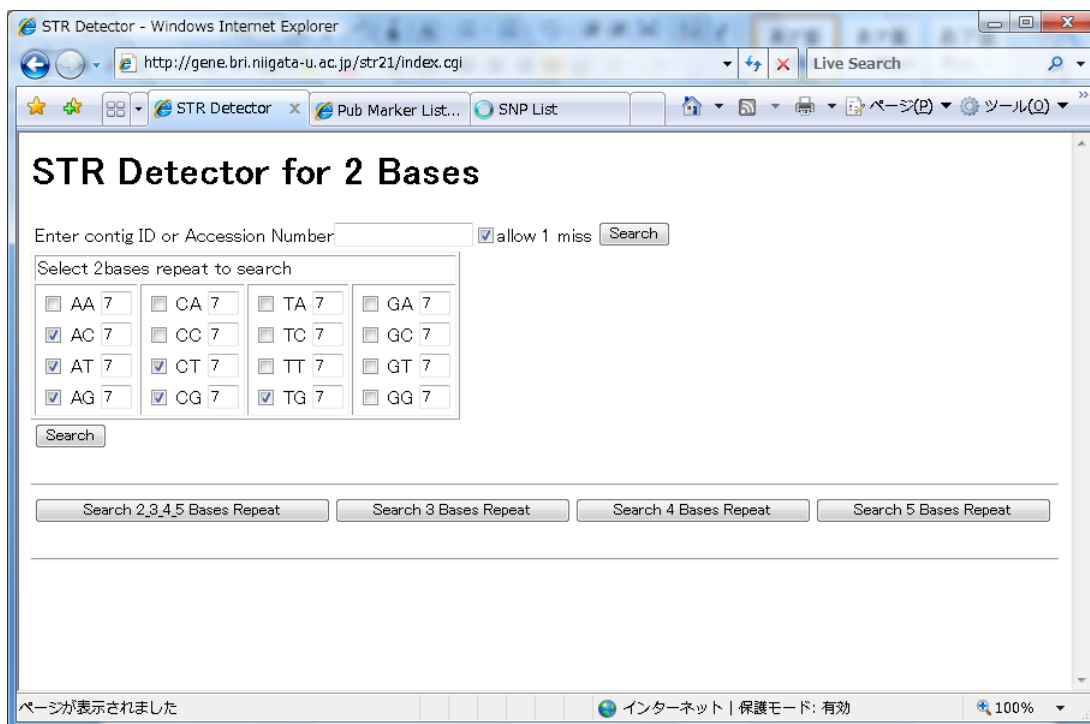 STR Detector - Windows Internet Explorer
http://gene.bri.niigata-u.ac.jp/str21/index.cgi Live Search
STR Detector Pub Marker List... SNP List ページ(P) ツール(O)
STR Detector for 2 Bases
Enter contig ID or Accession Number allow 1 miss Search
Select 2bases repeat to search
AA 7 CA 7 TA 7 GA 7
AC 7 CC 7 TC 7 GC 7
AT 7 CT 7 TT 7 GT 7
AG 7 CG 7 TG 7 GG 7
Search
Search 2_3_4_5 Bases Repeat Search 3 Bases Repeat Search 4 Bases Repeat Search 5 Bases Repeat
ページが表示されました インターネット | 保護モード: 有効 100%